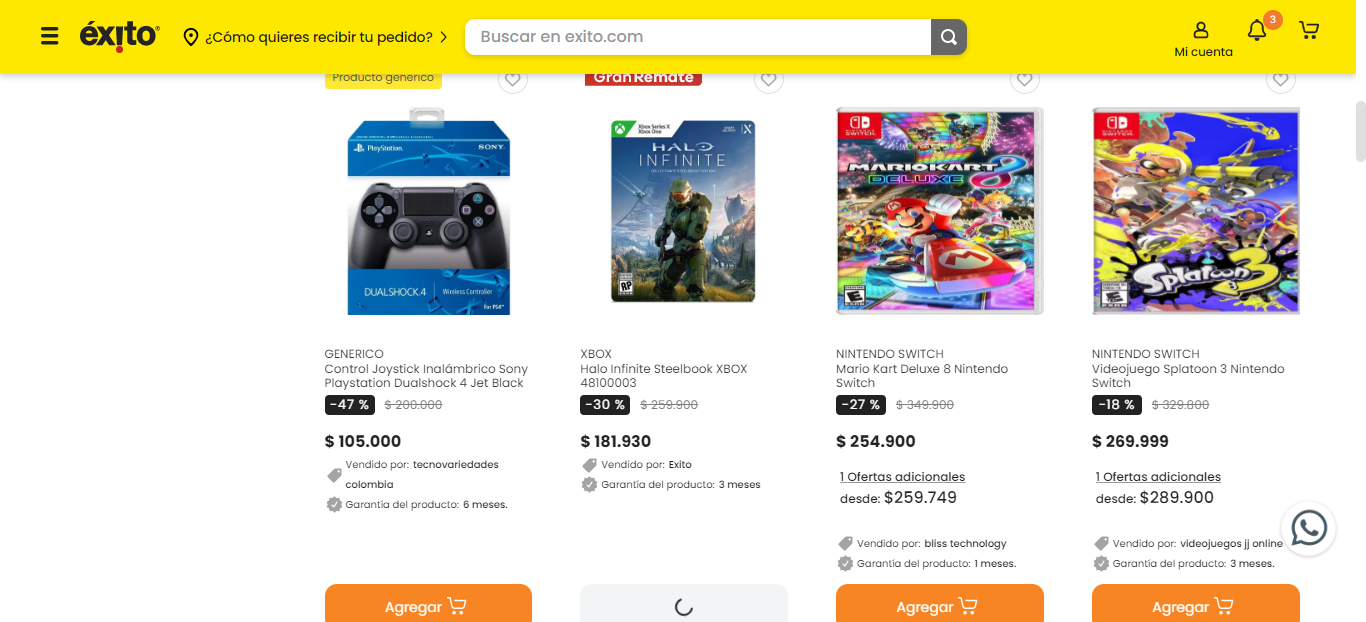 éxito
¿Cómo quieres recibir tu pedido?
Buscar en exito.com
3
Mi cuenta
Producto generico
Gran Remate
PlayStation
SONY
DUALSHOCK 4 Wireless Controller
For PS4
Xbox Series X
Xbox One
X
HALO
INFINITE
RP
NINTENDO
SWITCH
MARIOKART 8
DELUXE
E
NINTENDO
SWITCH
Splatoon 3
GENERICO
Control Joystick Inalámbrico Sony
Playstation Dualshock 4 Jet Black
-47 % $ 200.000
$ 105.000
Vendido por: tecnovariedades
colombia
Garantía del producto: 6 meses.
XBOX
Halo Infinite Steelbook XBOX
48100003
-30 % $ 259.900
$ 181.930
Vendido por: Exito
Garantía del producto: 3 meses
NINTENDO SWITCH
Mario Kart Deluxe 8 Nintendo
Switch
-27 % $ 349.900
$ 254.900
1 Ofertas adicionales
desde: $259.749
Vendido por: bliss technology
Garantía del producto: 1 meses.
Agregar
NINTENDO SWITCH
Videojuego Splatoon 3 Nintendo
Switch
-18 % $ 329.800
$ 269.999
1 Ofertas adicionales
desde: $289.900
Vendido por: videojuegos jj online
Garantía del producto: 3 meses.
Agregar
Agregar